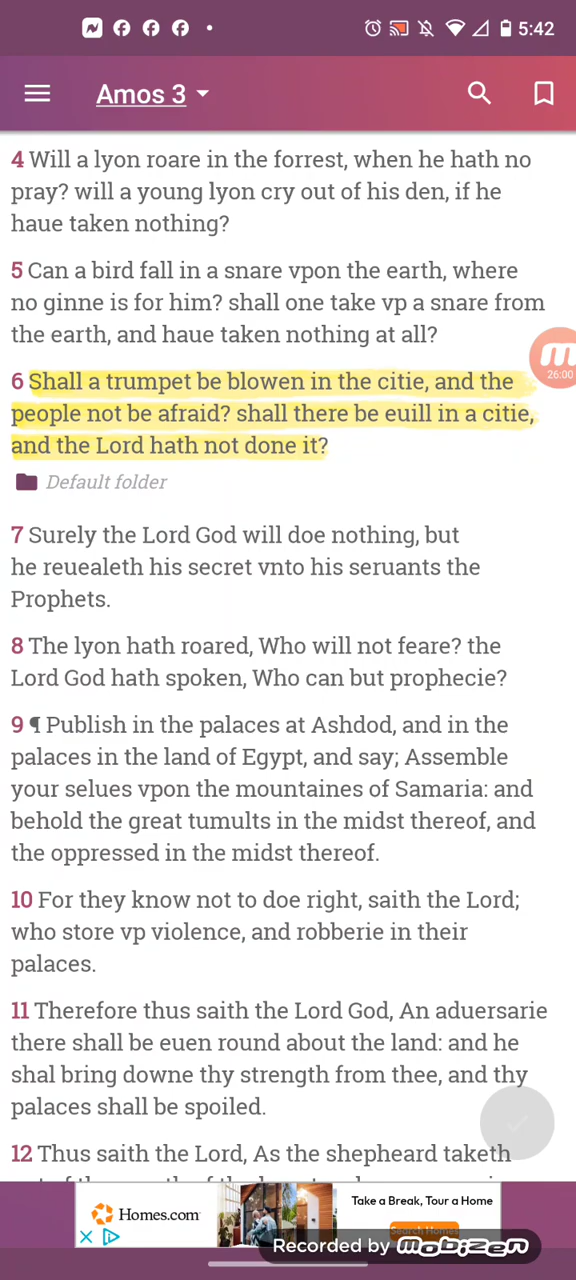 5:42
Amos 3
4 Will a lyon roare in the forrest, when he hath no
pray? will a young lyon cry out of his den, if he
haue taken nothing?
5 Can a bird fall in a snare vpon the earth, where
no ginne is for him? shall one take vp a snare from
the earth, and haue taken nothing at all?
6 Shall a trumpet be blowen in the citie, and the
people not be afraid? shall there be euill in a citie,
and the Lord hath not done it?
26:00
Default folder
7 Surely the Lord God will doe nothing, but
he reuealeth his secret vnto his seruants the
Prophets.
8 The lyon hath roared, Who will not feare? the
Lord God hath spoken, Who can but prophecie?
9 ¶ Publish in the palaces at Ashdod, and in the
palaces in the land of Egypt, and say; Assemble
your selues vpon the mountaines of Samaria: and
behold the great tumults in the midst thereof, and
the oppressed in the midst thereof.
10 For they know not to doe right, saith the Lord;
who store vp violence, and robberie in their
palaces.
11 Therefore thus saith the Lord God, An aduersarie
there shall be euen round about the land: and he
shal bring downe thy strength from thee, and thy
palaces shall be spoiled.
12 Thus saith the Lord, As the shepheard taketh
Homes.com
Take a Break, Tour a Home
Search Homes
Recorded by mobizen